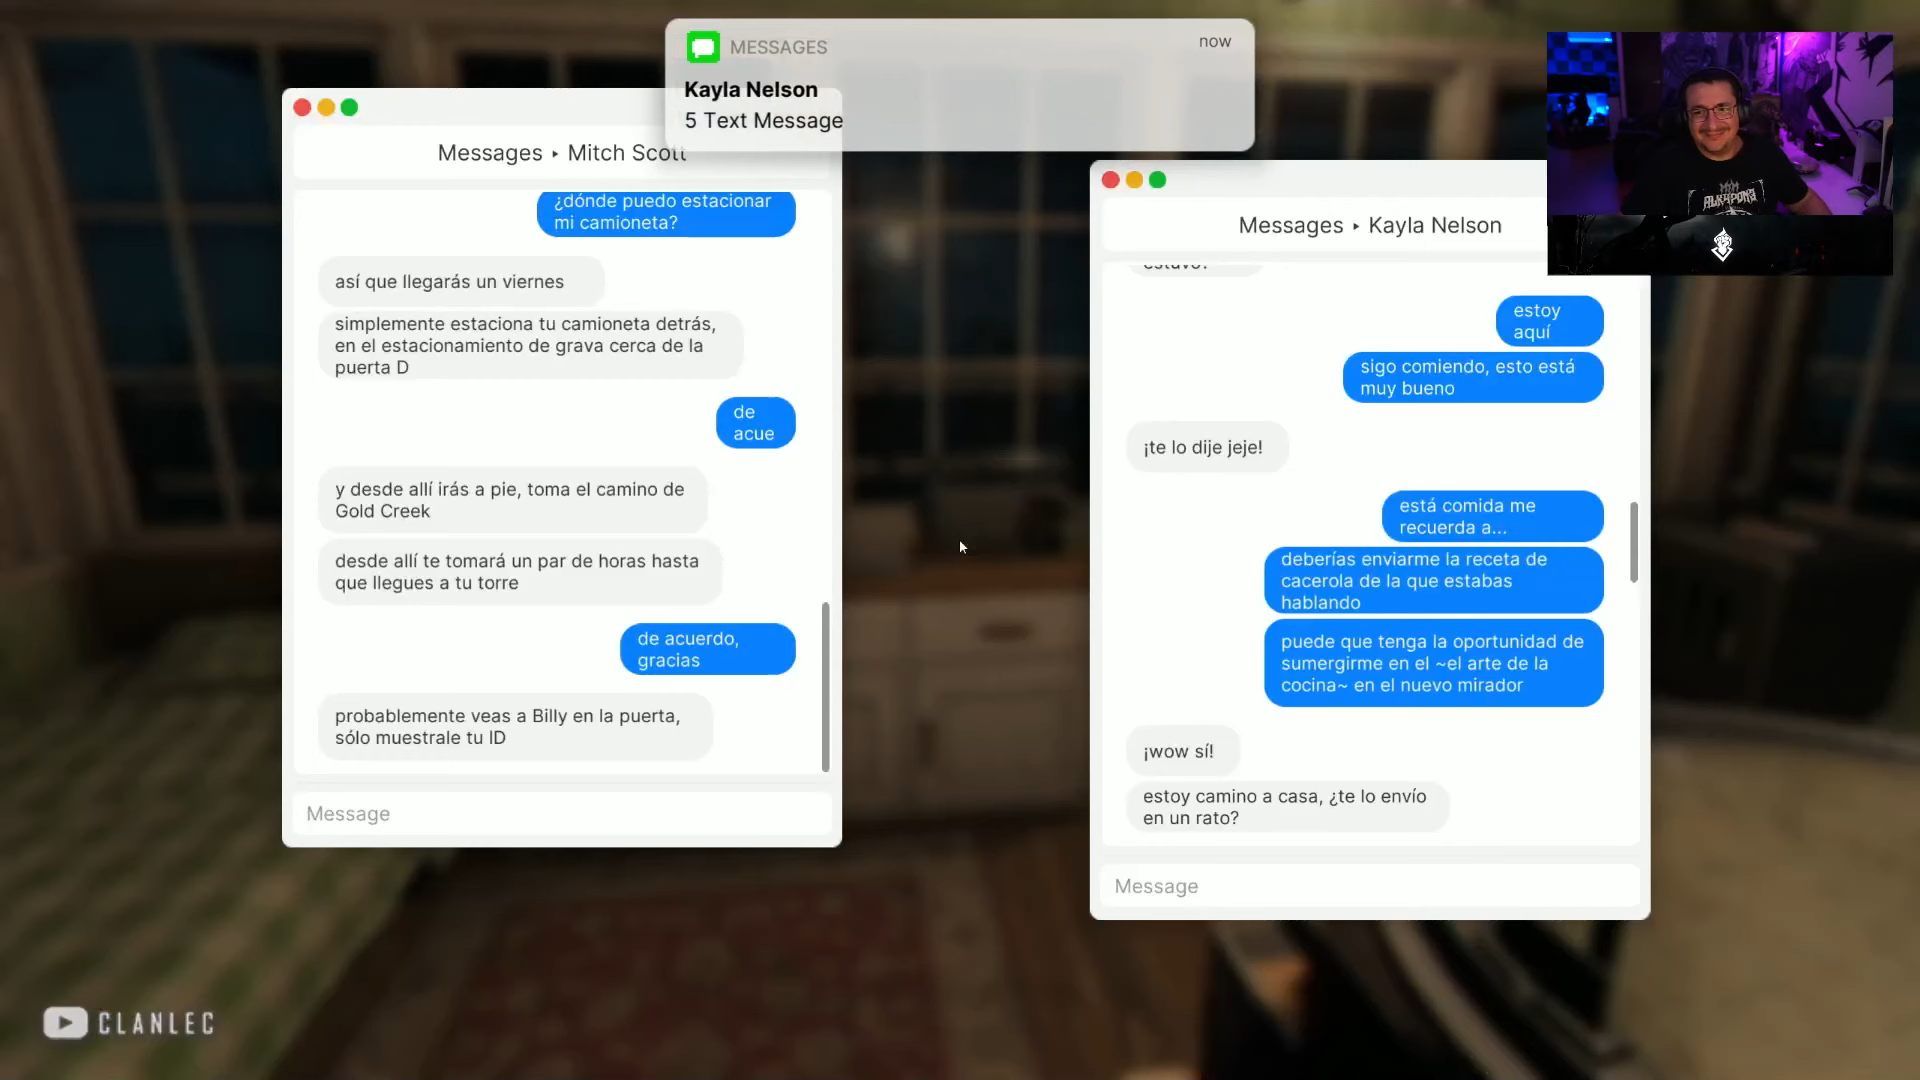 MESSAGES
now
Kayla Nelson
5 Text Message
Messages ▸ Mitch Scott
¿dónde puedo estacionar
mi camioneta?
así que llegarás un viernes
simplemente estaciona tu camioneta detrás,
en el estacionamiento de grava cerca de la
puerta D
de
acue
y desde allí irás a pie, toma el camino de
Gold Creek
desde allí te tomará un par de horas hasta
que llegues a tu torre
de acuerdo,
gracias
probablemente veas a Billy en la puerta,
sólo muestrale tu ID
Message
Messages ▸ Kayla Nelson
estuvo?
estoy
aquí
sigo comiendo, esto está
muy bueno
¡te lo dije jeje!
está comida me
recuerda a...
deberías enviarme la receta de
cacerola de la que estabas
hablando
puede que tenga la oportunidad de
sumergirme en el ~el arte de la
cocina~ en el nuevo mirador
¡wow sí!
estoy camino a casa, ¿te lo envío
en un rato?
Message
CLANLEC